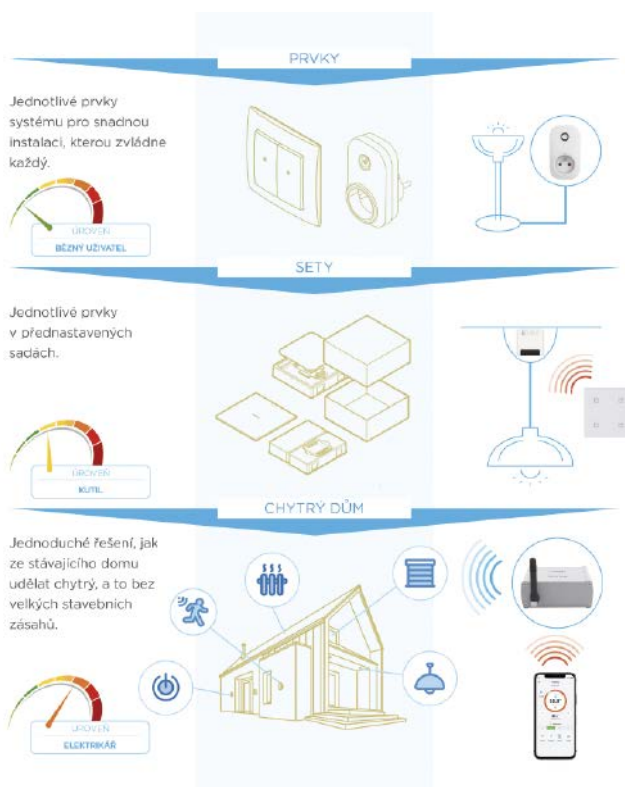 PRVKY
Jednotlivé prvky
systému pro snadnou
instalaci, kterou zvládne
každý.
ÚROVEŇ
BĚŽNÝ UŽIVATEL
SETY
Jednotlivé prvky
v přednastavených
sadách.
ÚROVEŇ
KUTIL
CHYTRÝ DŮM
Jednoduché řešení, jak
ze stávajícího domu
udělat chytrý, a to bez
velkých stavebních
zásahů.
ÚROVEŇ
ELEKTRIKÁŘ